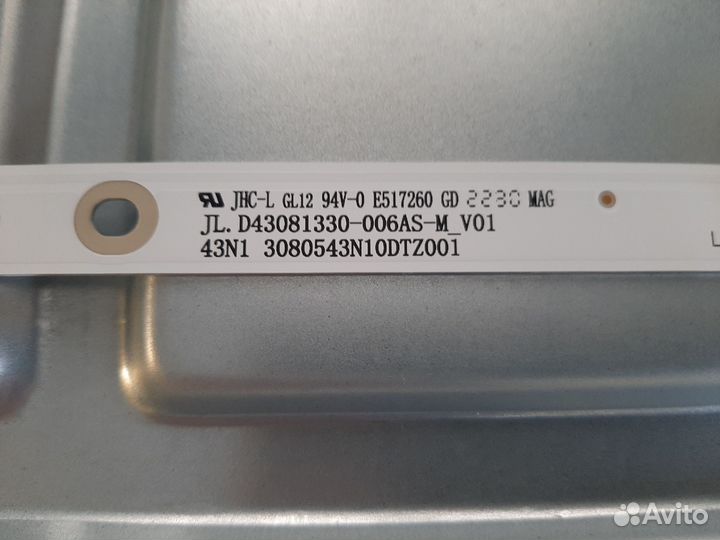 JHC-L GL12 94V-0 E517260 GD 2230 MAG
JL.D43081330-006AS-M_V01
43N1 3080543N10DTZ001
L
Avito